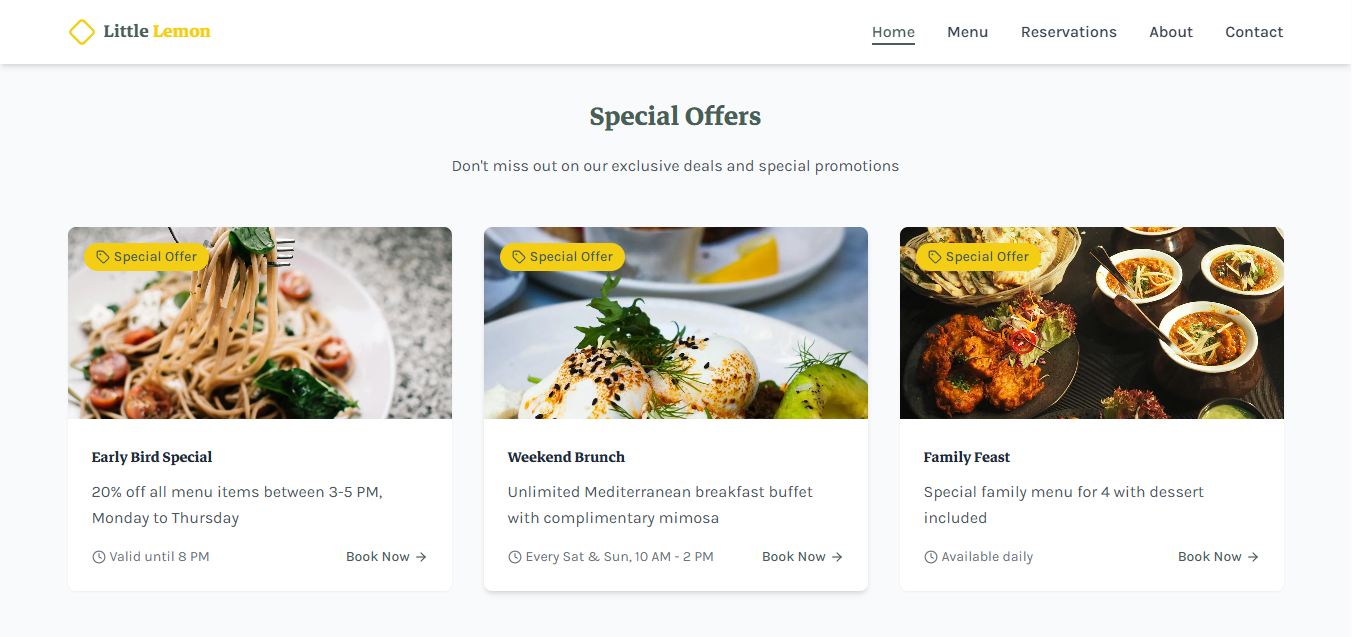 Little Lemon
Home
Menu
Reservations
About
Contact
Special Offers
Don't miss out on our exclusive deals and special promotions
Special Offer
Early Bird Special
20% off all menu items between 3-5 PM,
Monday to Thursday
Valid until 8 PM
Book Now →
Special Offer
Weekend Brunch
Unlimited Mediterranean breakfast buffet
with complimentary mimosa
Every Sat & Sun, 10 AM - 2 PM
Book Now →
Special Offer
Family Feast
Special family menu for 4 with dessert
included
Available daily
Book Now →